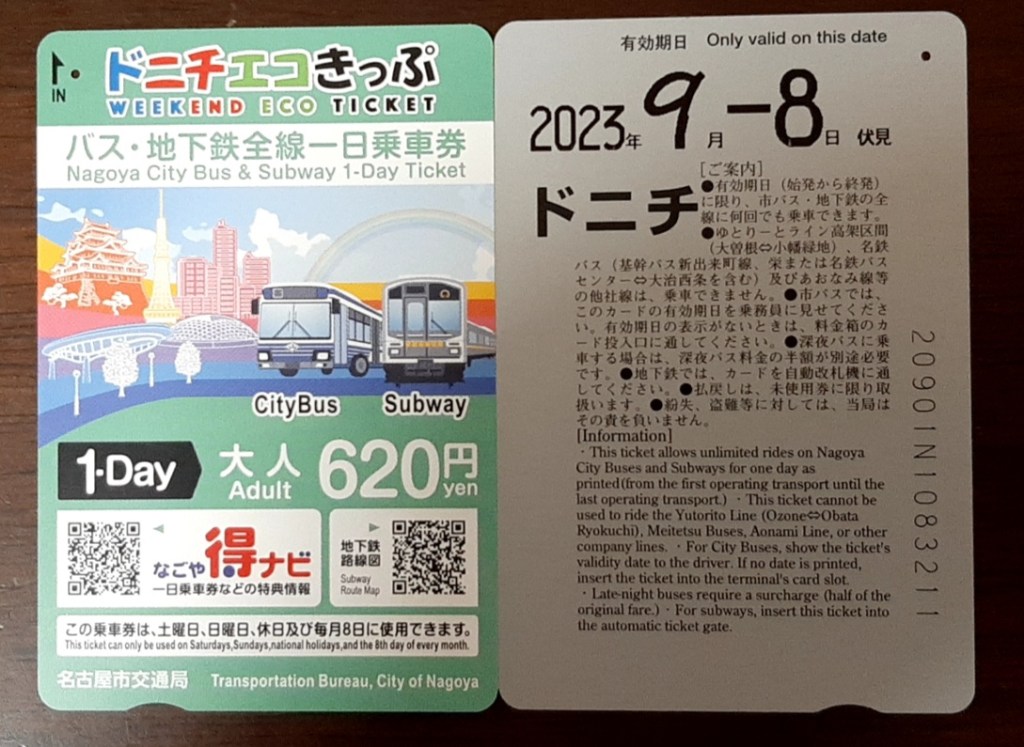 1
IN
ドニチエコきっぷ
WEEKEND ECO TICKET
バス・地下鉄全線一日乗車券
Nagoya City Bus & Subway 1-Day Ticket
CityBus Subway
1-Day 大人 Adult 620円 yen
なごや得ナビ
一日乗車券などの特典情報
地下鉄
路線図
Subway
Route Map
この乗車券は、土曜日、日曜日、休日及び毎月8日に使用できます。
This ticket can only be used on Saturdays,Sundays,national holidays,and the 8th day of every month.
名古屋市交通局 Transportation Bureau, City of Nagoya
有効期日 Only valid on this date
2023年 9月-8日 伏見
ドニチ
[ご案内]
●有効期日（始発から終発）
に限り、市バス・地下鉄の全
線に何回でも乗車できます。
●ゆとりーとライン高架区間
（大曽根⇔小幡緑地）、名鉄
バス（基幹バス新出来町線、栄または名鉄バス
センター⇔大治西条を含む）及びあおなみ線等
の他社線は、乗車できません。●市バスでは、
このカードの有効期日を乗務員に見せてくださ
い。有効期日の表示がないときは、料金箱のカ
ード投入口に通してください。●深夜バスに乗
車する場合は、深夜バス料金の半額が別途必要
です。●地下鉄では、カードを自動改札機に通
してください。●払戻しは、未使用券に限り取
扱います。●紛失、盗難等に対しては、当局は
その責を負いません。
[Information]
・This ticket allows unlimited rides on Nagoya
City Buses and Subways for one day as
printed(from the first operating transport until the
last operating transport.) ・This ticket cannot be
used to ride the Yutorito Line (Ozone⇔Obata
Ryokuchi), Meitetsu Buses, Aonami Line, or other
company lines. ・For City Buses, show the ticket's
validity date to the driver. If no date is printed,
insert the ticket into the terminal's card slot.
・Late-night buses require a surcharge (half of the
original fare.) ・For subways, insert this ticket into
the automatic ticket gate.
20901N1083211